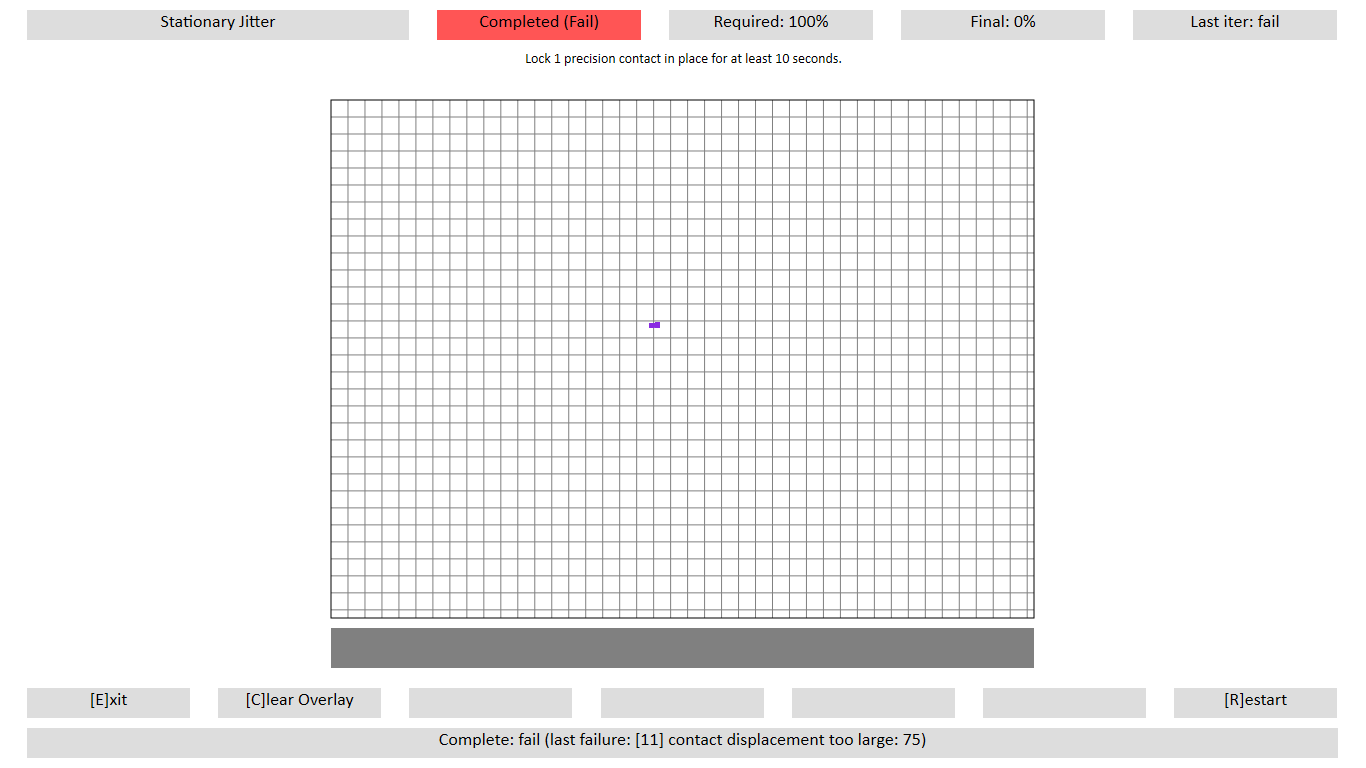 Stationary Jitter
Completed (Fail)
Required: 100%
Final: 0%
Last iter: fail
Lock 1 precision contact in place for at least 10 seconds.
[E]xit
[C]lear Overlay
[R]estart
Complete: fail (last failure: [11] contact displacement too large: 75)